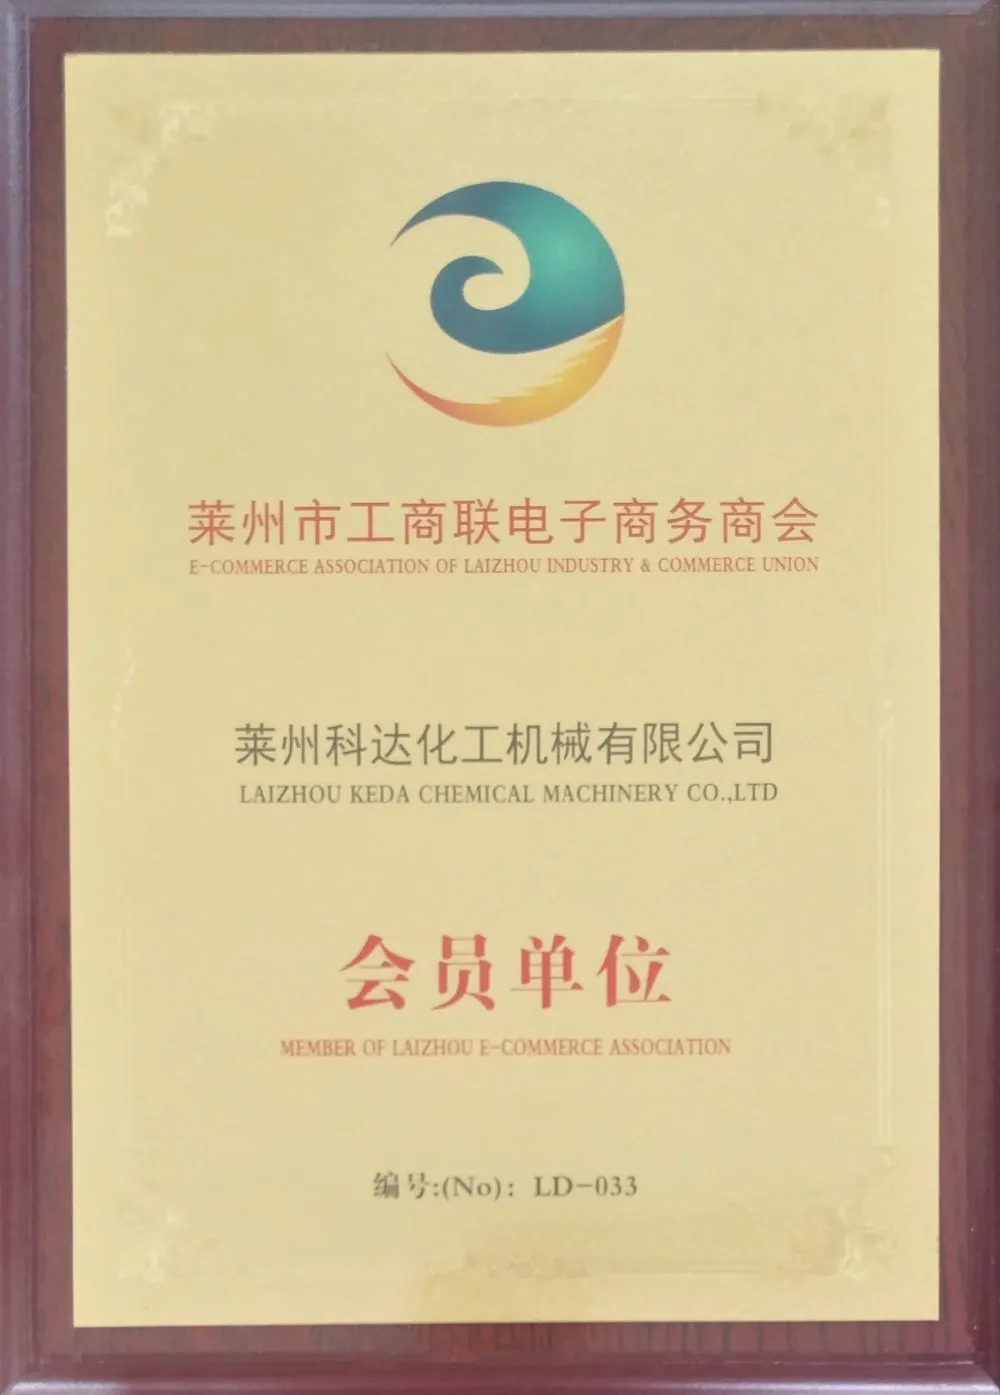 莱州市工商联电子商务商会
E-COMMERCE ASSOCIATION OF LAIZHOU INDUSTRY & COMMERCE UNION
莱州科达化工机械有限公司
LAIZHOU KEDA CHEMICAL MACHINERY CO.,LTD
会员单位
MEMBER OF LAIZHOU E-COMMERCE ASSOCIATION
编号:(No): LD-033